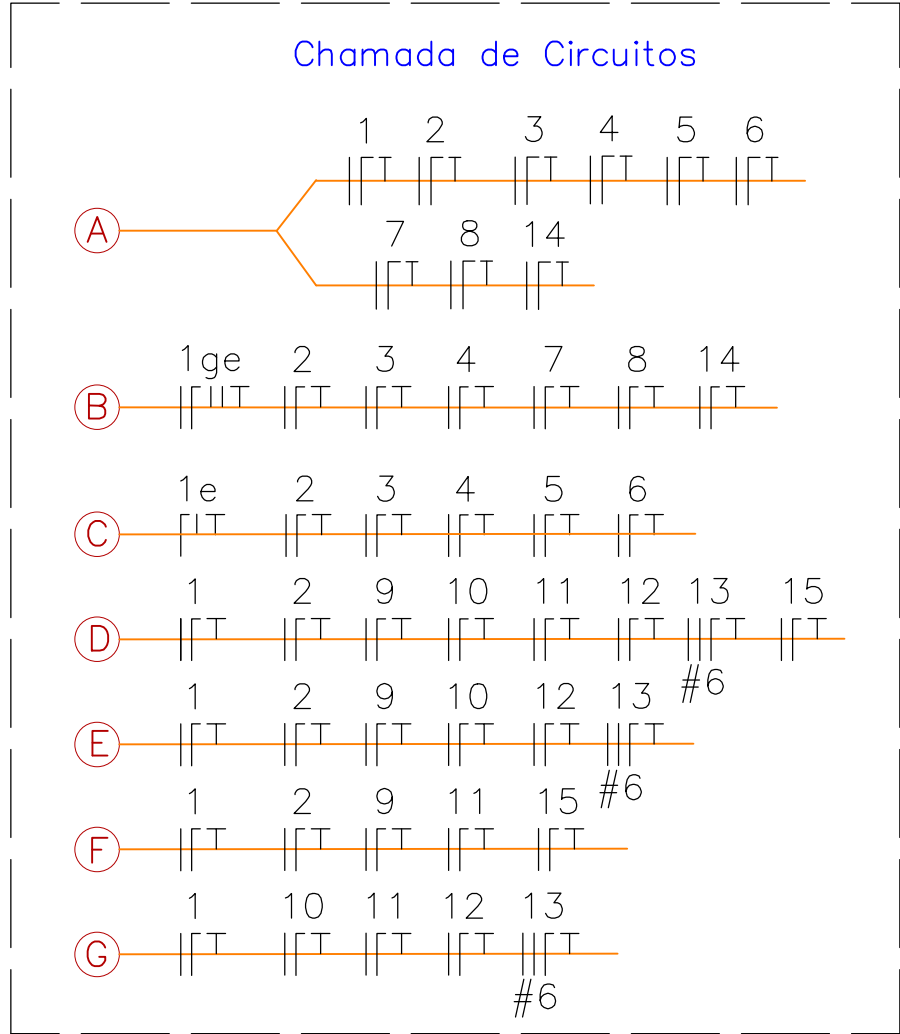 Chamada de Circuitos
1 2 3 4 5 6
A
7 8 14
1ge 2 3 4 7 8 14
B
1e 2 3 4 5 6
C
1 2 9 10 11 12 13 15
D
#6
1 2 9 10 12 13
E
#6
1 2 9 11 15
F
1 10 11 12 13
G
#6